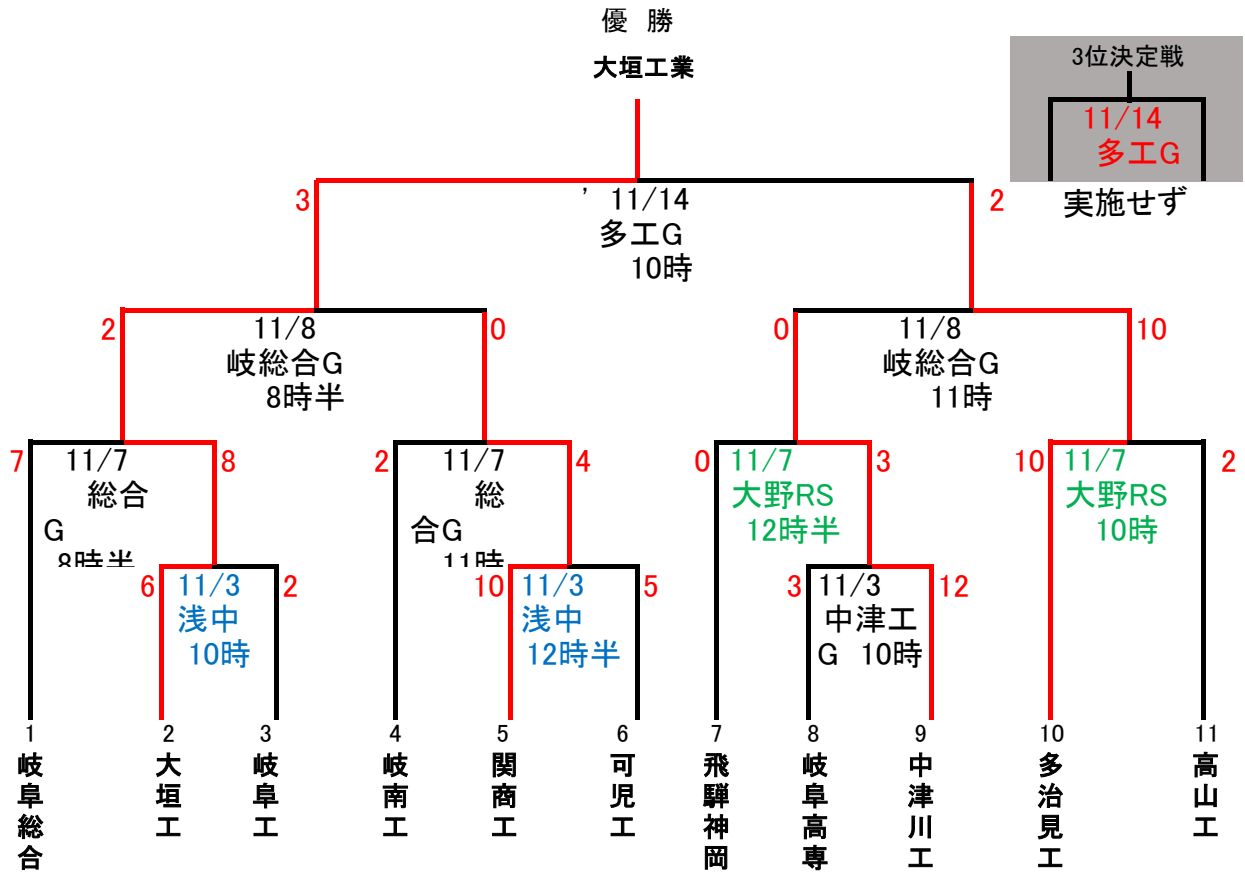 優 勝
大垣工業
3位決定戦
11/14
多工G
実施せず
3
' 11/14
2
多工G
10時
2
11/8
0
岐総合G
8時半
0
11/8
10
岐総合G
11時
7
11/7
8
総合
G
8時半
2
11/7
4
総
合G
11時
0
11/7
3
大野RS
12時半
10
11/7
2
大野RS
10時
6
11/3
2
浅中
10時
10
11/3
5
浅中
12時半
3
11/3
12
中津工
G 10時
1
岐阜総合
2
大垣工
3
岐阜工
4
岐南工
5
関商工
6
可児工
7
飛騨神岡
8
岐阜高専
9
中津川工
10
多治見工
11
高山工